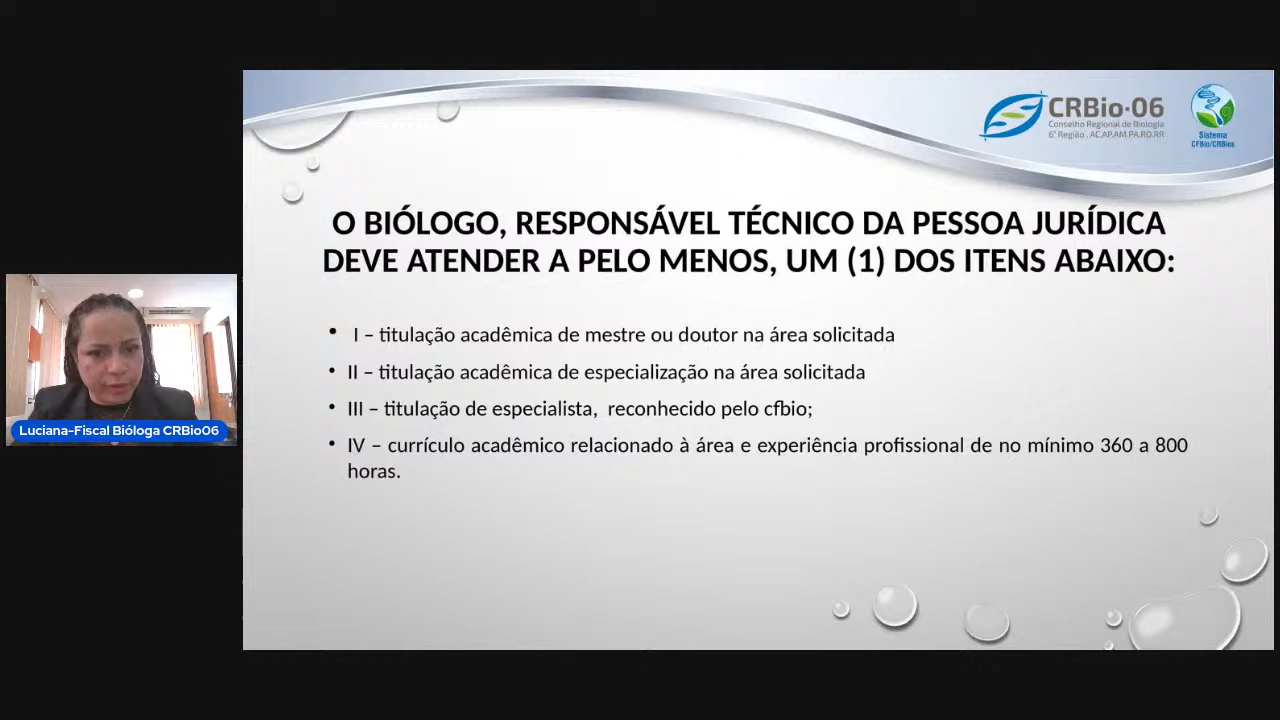 CRBio·06
Conselho Regional de Biologia
6ª Região . AC.AP.AM.PA.RO.RR
Sistema
CFBio/CRBios
O BIÓLOGO, RESPONSÁVEL TÉCNICO DA PESSOA JURÍDICA
DEVE ATENDER A PELO MENOS, UM (1) DOS ITENS ABAIXO:
• I – titulação acadêmica de mestre ou doutor na área solicitada
• II – titulação acadêmica de especialização na área solicitada
• III – titulação de especialista, reconhecido pelo cfbio;
• IV – currículo acadêmico relacionado à área e experiência profissional de no mínimo 360 a 800
horas.
Luciana-Fiscal Bióloga CRBio06